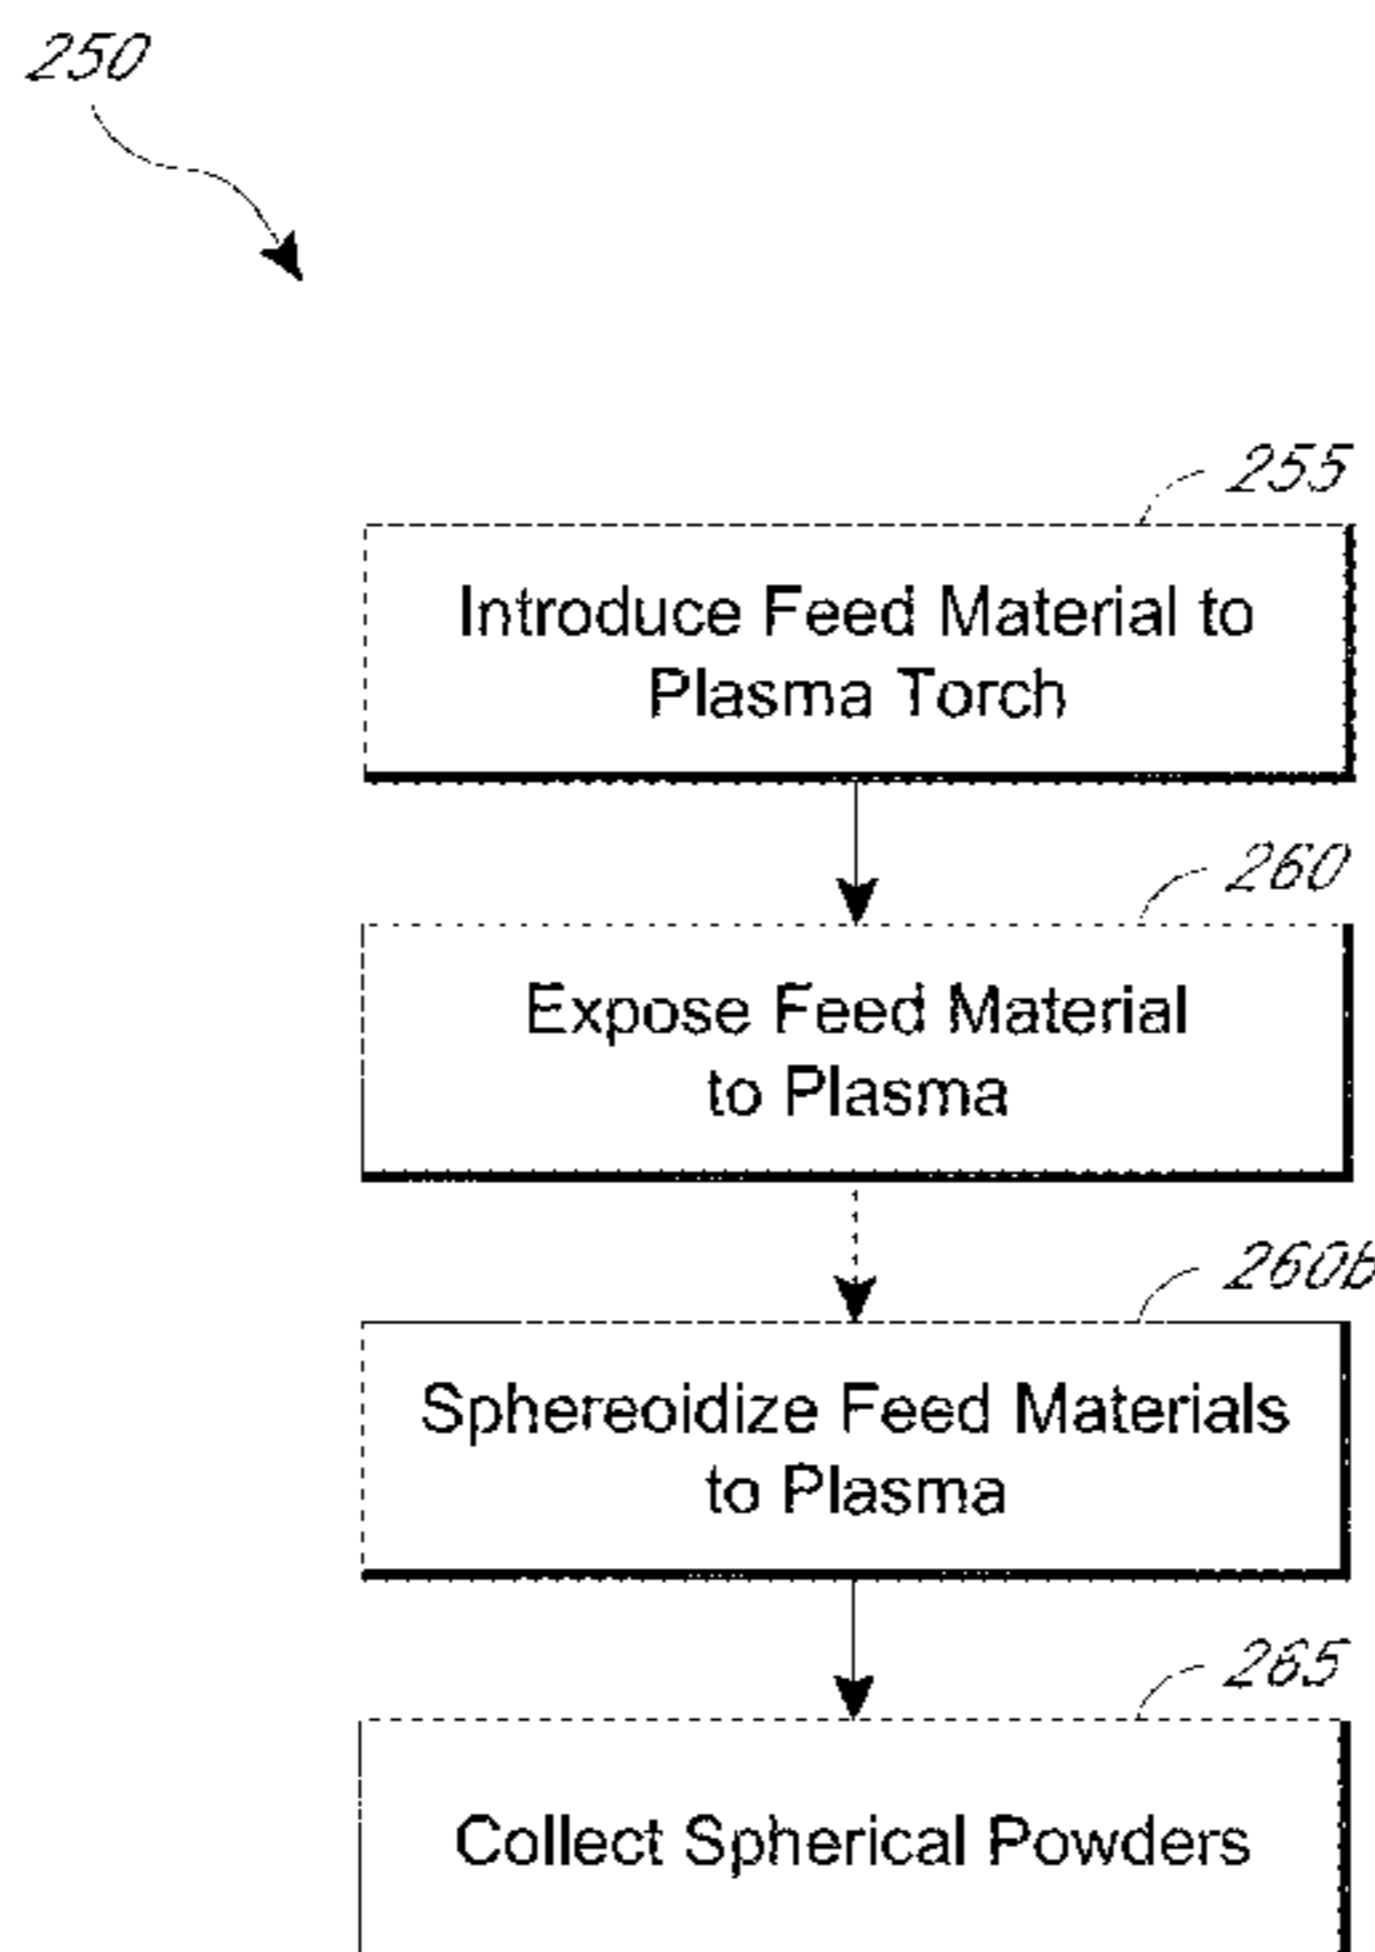 250
255
Introduce Feed Material to
Plasma Torch
260
Expose Feed Material
to Plasma
260b
Sphereoidize Feed Materials
to Plasma
265
Collect Spherical Powders